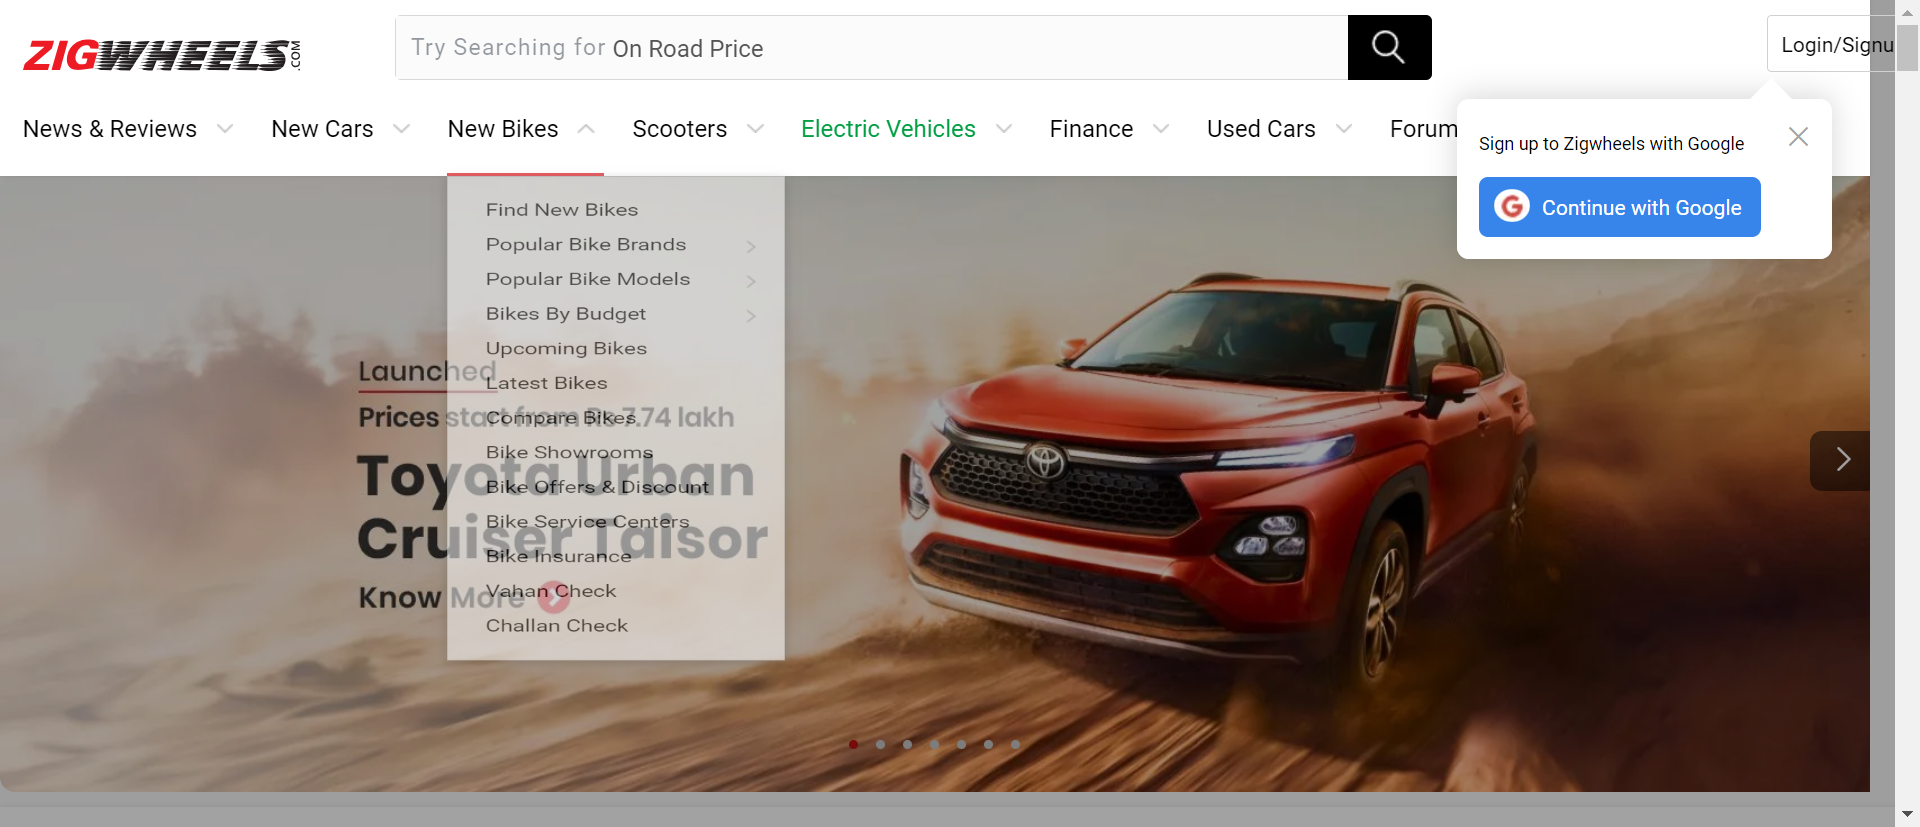 ZIGWHEELS.COM
Try Searching for On Road Price
Login/Signu
News & Reviews
New Cars
New Bikes
Scooters
Electric Vehicles
Finance
Used Cars
Forum
Sign up to Zigwheels with Google
G Continue with Google
Find New Bikes
Popular Bike Brands
Popular Bike Models
Bikes By Budget
Upcoming Bikes
Latest Bikes
Compare Bikes
Bike Showrooms
Bike Offers & Discount
Bike Service Centers
Bike Insurance
Vahan Check
Challan Check
Launched
Prices start from Rs 7.74 lakh
Toyota Urban
Cruiser Taisor
Know More